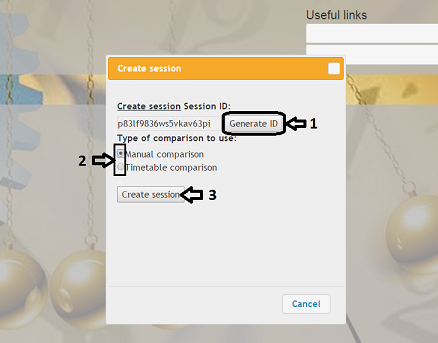 Useful links
Create session
Create session Session ID:
p83lf9836ws5vkav63pi Generate ID 1
Type of comparison to use:
2 Manual comparison
Timetable comparison
Create session 3
Cancel